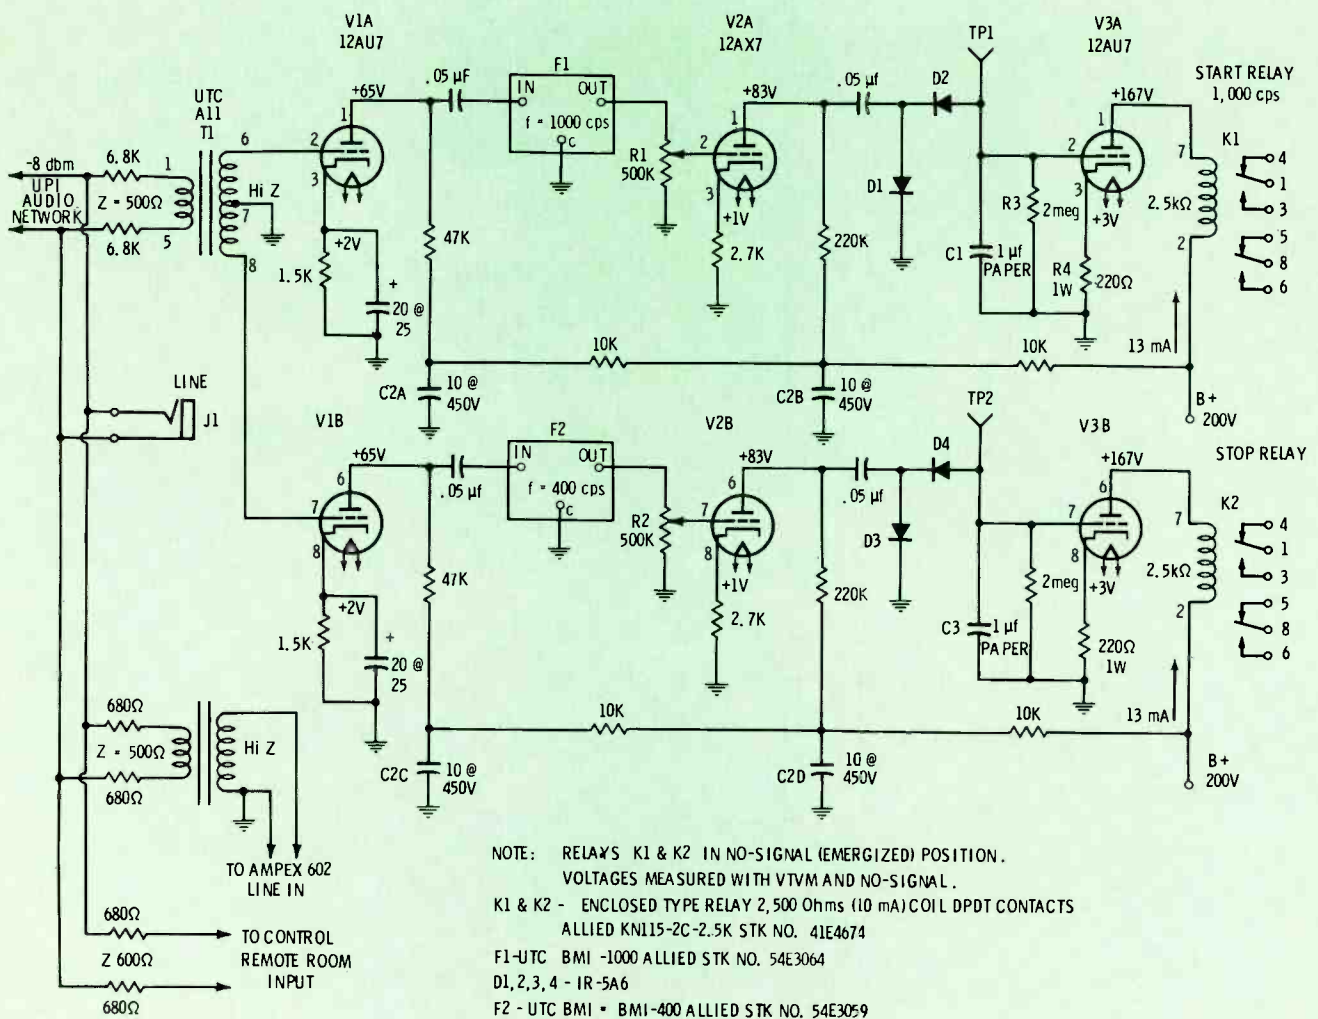 V1A
12AU7
V2A
12AX7
TP1
V3A
12AU7
START RELAY
1,000 cps
UTC
A11
T1
-8 dbm
UPI
AUDIO
NETWORK
6.8K
Z = 500Ω
6.8K
1
5
6
Hi Z
7
8
+65V
1
2
3
+2V
1.5K
+
20 @
25
.05 µF
47K
F1
IN OUT
f = 1000 cps
C
R1
500K
+83V
1
2
3
+1V
2.7K
220K
.05 µf
D2
D1
C1
1 µf
PAPER
R3
2meg
+167V
1
2
3
+3V
R4
1W
220Ω
K1
7
2.5kΩ
2
4
1
3
5
8
6
10K
10K
13 mA
C2A
10 @
450V
C2B
10 @
450V
B+
200V
LINE
J1
V1B
V2B
TP2
V3B
STOP RELAY
+65V
6
7
8
+2V
1.5K
+
20 @
25
.05 µf
47K
F2
IN OUT
f = 400 cps
C
R2
500K
+83V
6
7
8
+1V
2.7K
220K
.05 µf
D4
D3
C3
1 µf
PAPER
2meg
+167V
6
7
8
+3V
220Ω
1W
K2
7
2.5kΩ
2
4
1
3
5
8
6
10K
10K
13 mA
C2C
10 @
450V
C2D
10 @
450V
B+
200V
680Ω
Z = 500Ω
680Ω
Hi Z
TO AMPEX 602
LINE IN
680Ω
Z 600Ω
680Ω
TO CONTROL
REMOTE ROOM
INPUT
NOTE: RELAYS K1 & K2 IN NO-SIGNAL (EMERGIZED) POSITION.
VOLTAGES MEASURED WITH VTVM AND NO-SIGNAL.
K1 & K2 - ENCLOSED TYPE RELAY 2,500 Ohms (10 mA) COIL DPDT CONTACTS
ALLIED KN115-2C-2.5K STK NO. 41E4674
F1-UTC BMI -1000 ALLIED STK NO. 54E3064
D1,2,3,4 - IR-5A6
F2 - UTC BMI = BMI-400 ALLIED STK NO. 54E3059